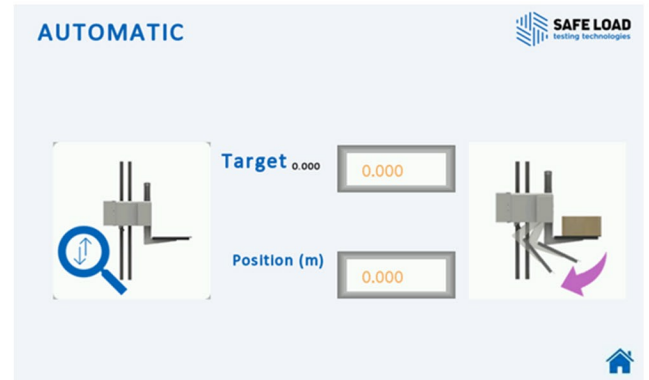 AUTOMATIC
SAFE LOAD
testing technologies
Target 0.000
0.000
Position (m)
0.000